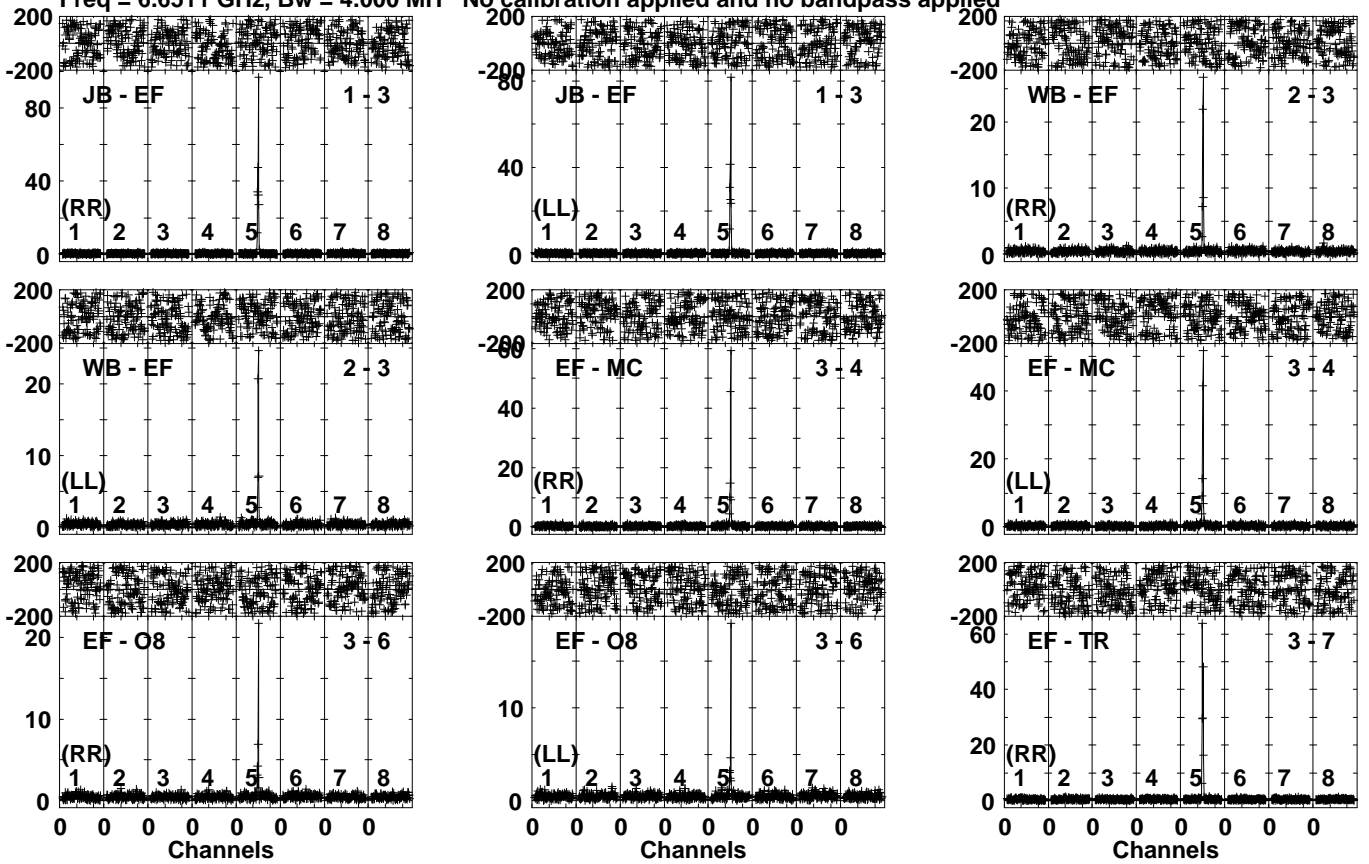 Freq = 6.6511 GHz, Bw = 4.000 MH No calibration applied and no bandpass applied
200 200 200
-200 -200 -200
JB - EF 1 - 3 JB - EF 1 - 3 WB - EF 2 - 3
80 80 20
40 40 10
(RR) (LL) (RR)
1 2 3 4 5 6 7 8 1 2 3 4 5 6 7 8 1 2 3 4 5 6 7 8
0 0 0
200 200 200
-200 -200 -200
60
WB - EF 2 - 3 EF - MC 3 - 4 EF - MC 3 - 4
20 40 40
10 20 20
(LL) (RR) (LL)
1 2 3 4 5 6 7 8 1 2 3 4 5 6 7 8 1 2 3 4 5 6 7 8
0 0 0
200 200 200
-200 -200 -200
20 20 60
EF - O8 3 - 6 EF - O8 3 - 6 EF - TR 3 - 7
40
10 10 20
(RR) (LL) (RR)
1 2 3 4 5 6 7 8 1 2 3 4 5 6 7 8 1 2 3 4 5 6 7 8
0 0 0
0 0 0 0 0 0 0 0 0 0 0 0 0 0 0 0 0 0 0 0 0 0 0 0
Channels Channels Channels